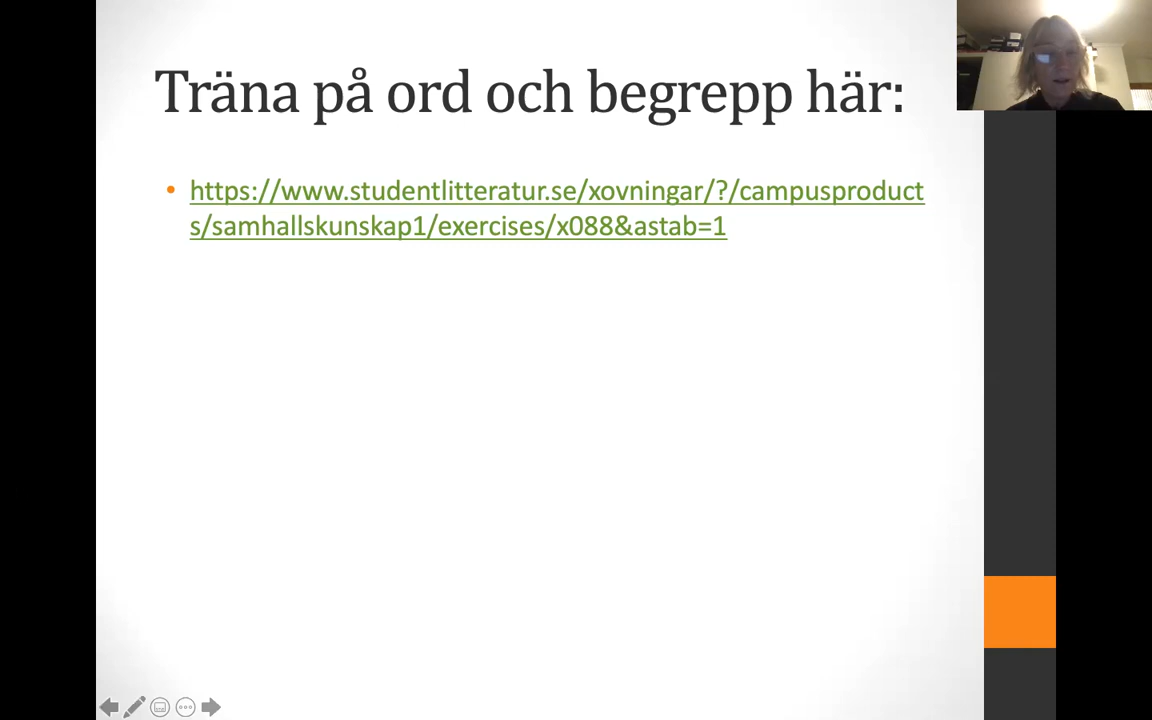 Träna på ord och begrepp här:
https://www.studentlitteratur.se/xovningar/?/campusproduct
s/samhallskunskap1/exercises/x088&astab=1